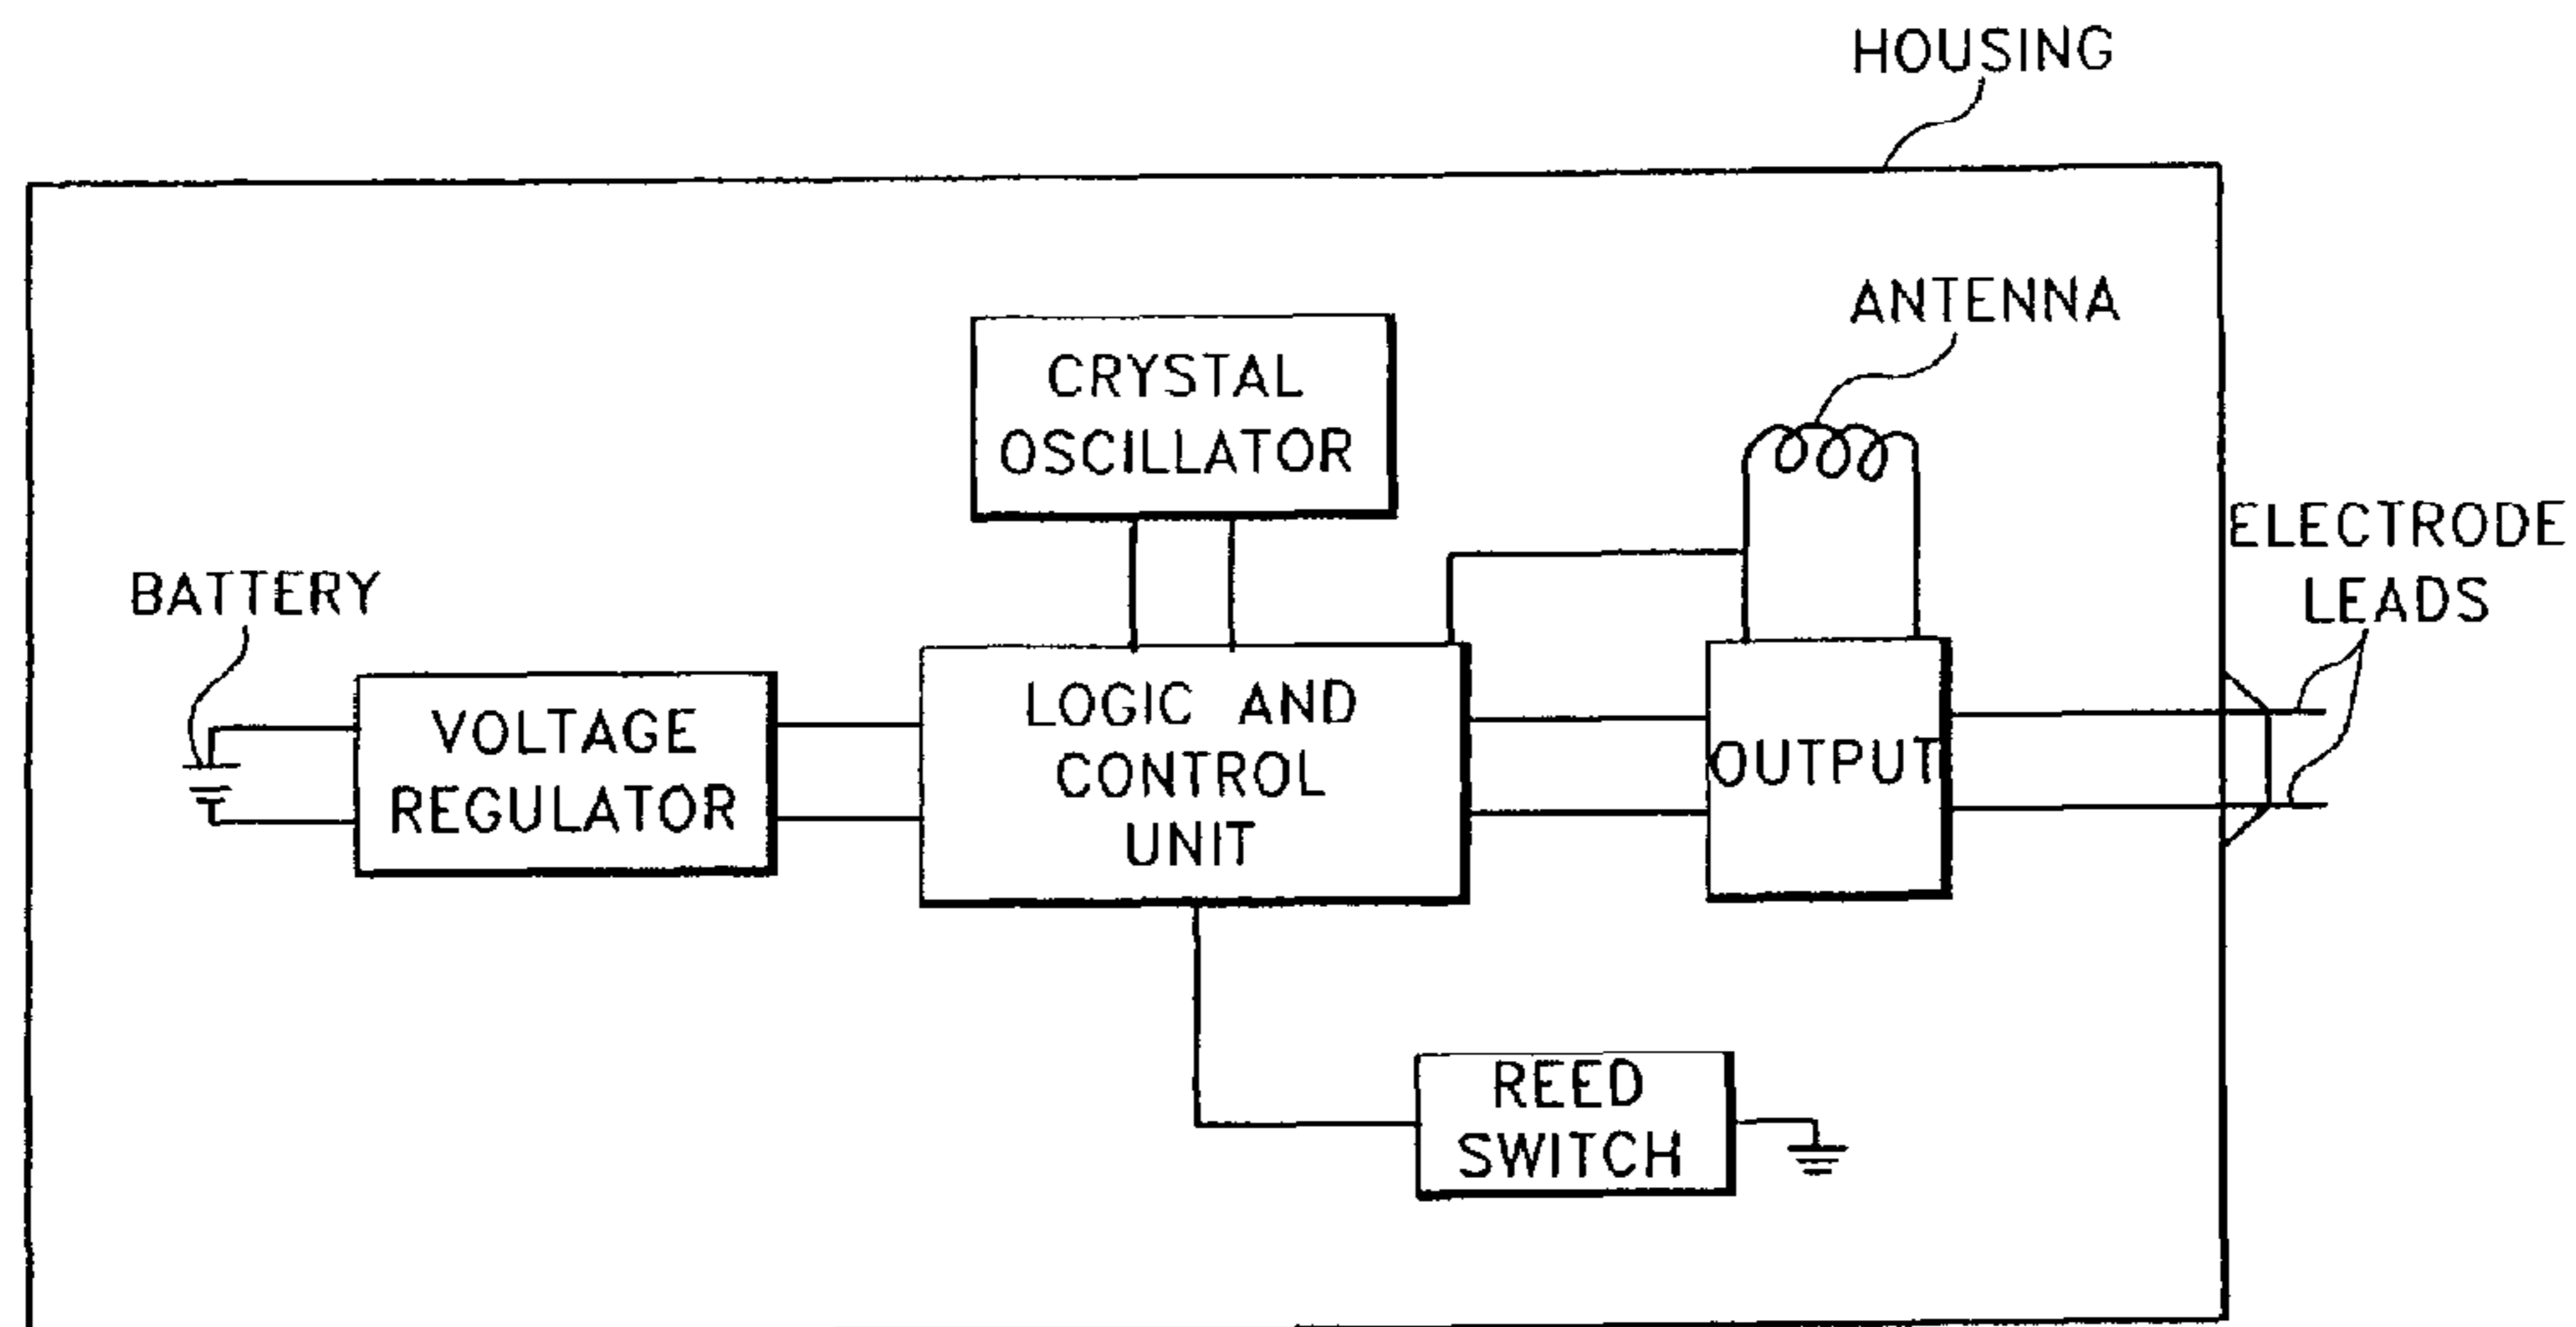 HOUSING
ANTENNA
CRYSTAL
OSCILLATOR
ELECTRODE
LEADS
BATTERY
VOLTAGE
REGULATOR
LOGIC AND
CONTROL
UNIT
OUTPUT
REED
SWITCH